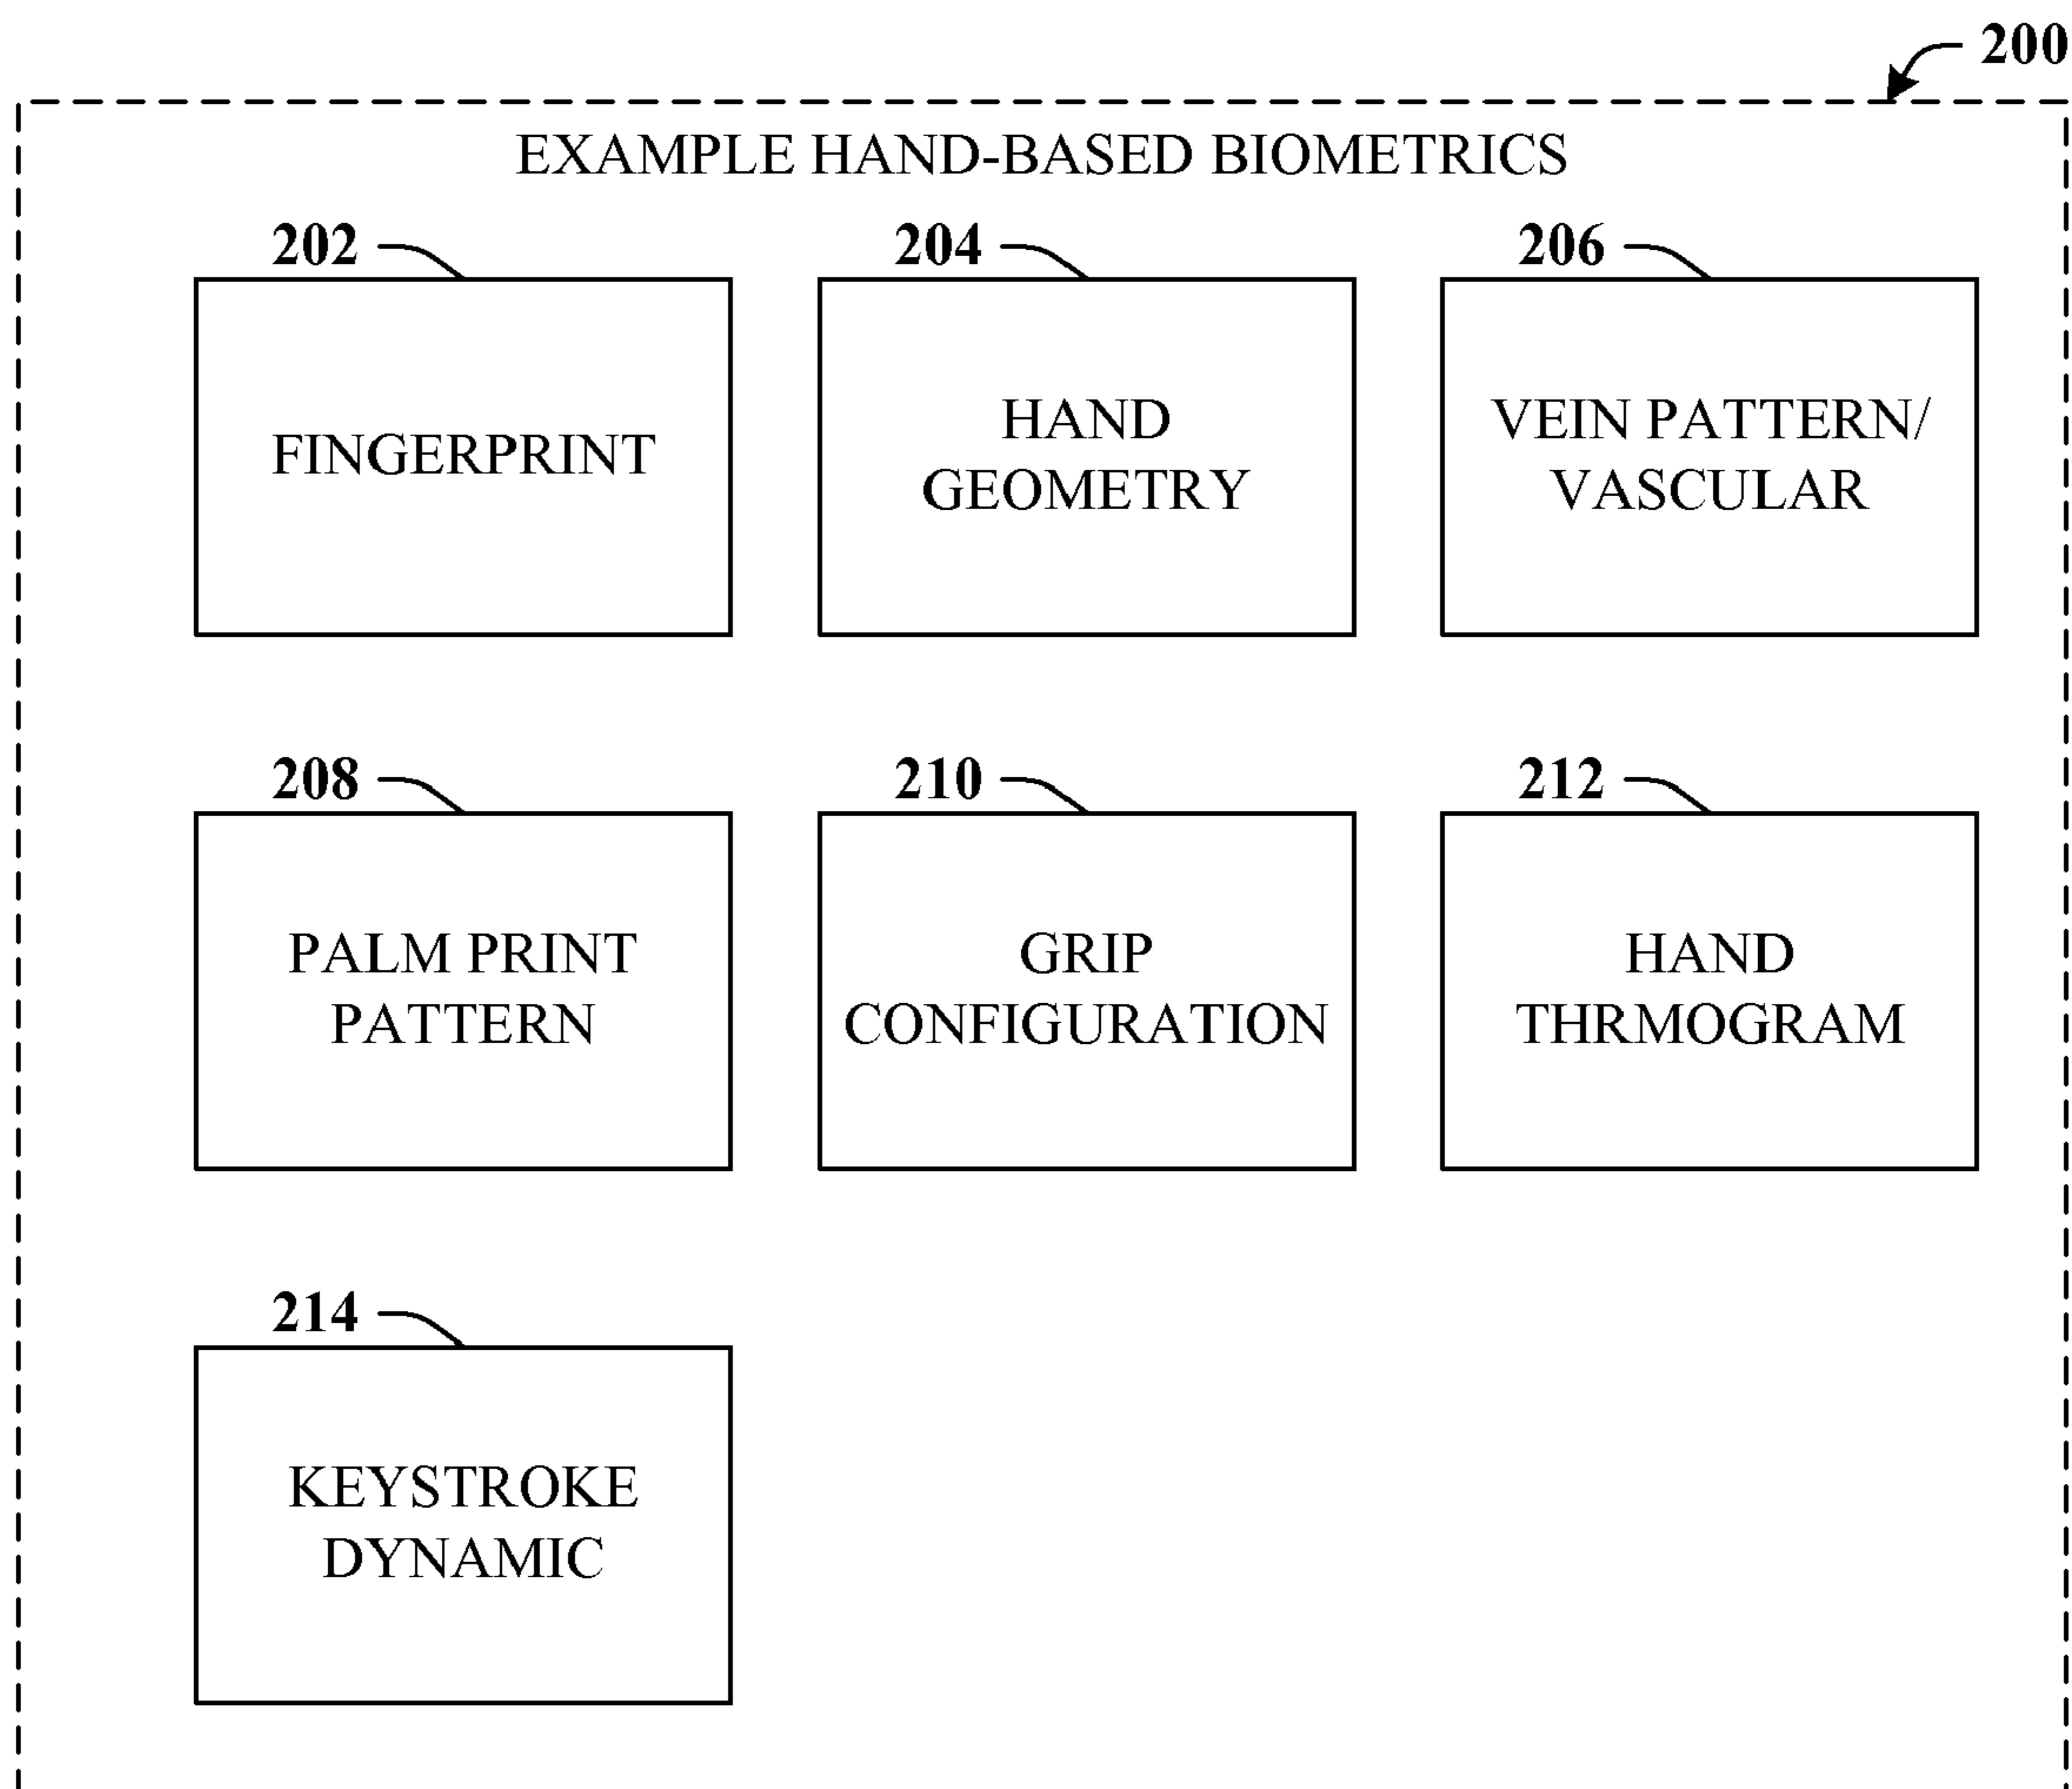 200
EXAMPLE HAND-BASED BIOMETRICS
202
FINGERPRINT
204
HAND
GEOMETRY
206
VEIN PATTERN/
VASCULAR
208
PALM PRINT
PATTERN
210
GRIP
CONFIGURATION
212
HAND
THRMOGRAM
214
KEYSTROKE
DYNAMIC